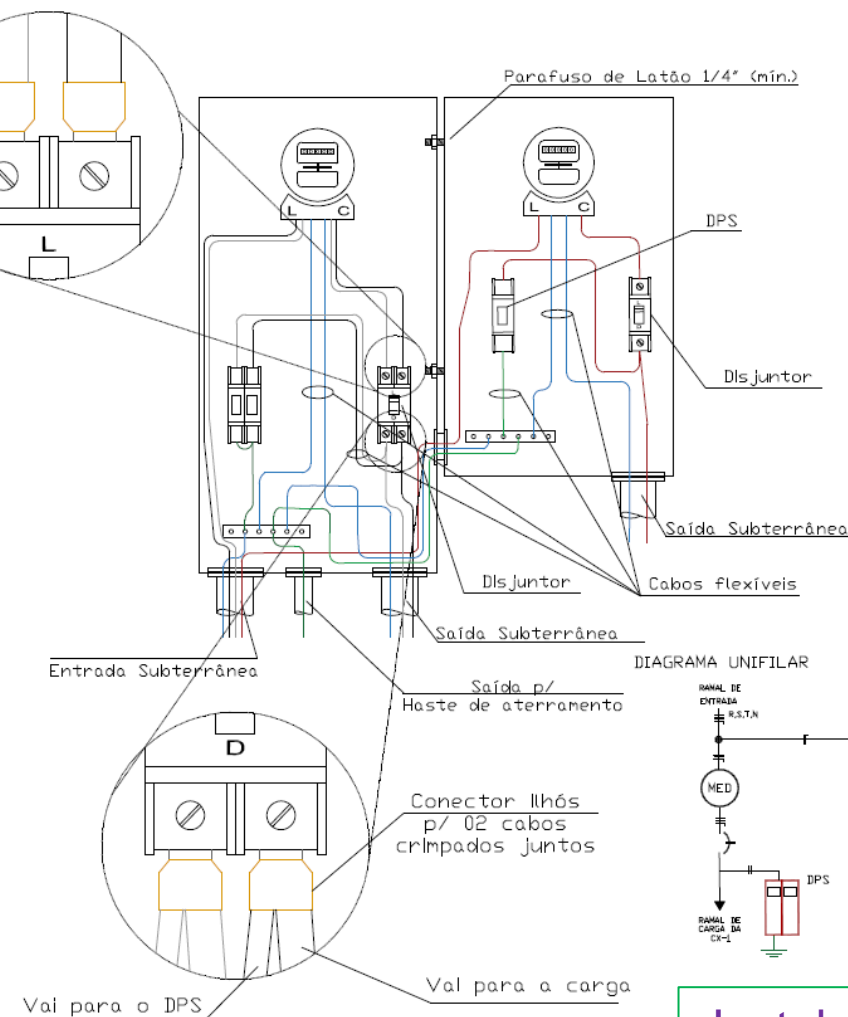 Parafuso de Latão 1/4" (mín.)
L C
L C
DPS
L
Disjuntor
Saída Subterrânea
Disjuntor
Cabos flexíveis
Saída Subterrânea
Entrada Subterrânea
Saída p/
Haste de aterramento
DIAGRAMA UNIFILAR
RAMAL DE
ENTRADA
R,S,T,N
D
MED
Conector Ilhós
p/ 02 cabos
crimpados juntos
DPS
RAMAL DE
CARGA DA
CX-1
Vai para a carga
Vai para o DPS